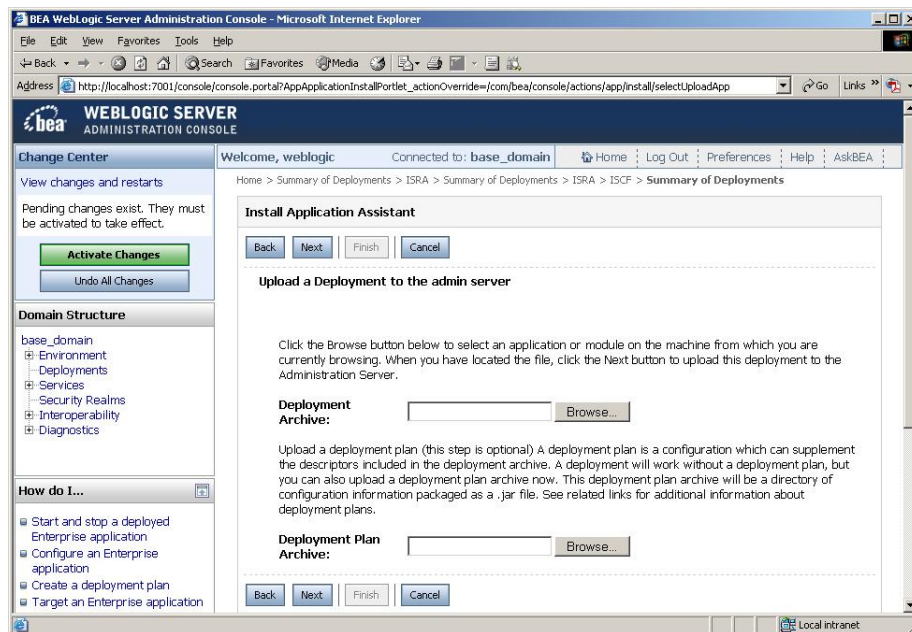 BEA WebLogic Server Administration Console - Microsoft Internet Explorer
File Edit View Favorites Tools Help
Back Search Favorites Media
Address http://localhost:7001/console/console.portal?AppApplicationInstallPortlet_actionOverride=/com/bea/console/actions/app/install/selectUploadApp Go Links »
bea WEBLOGIC SERVER
ADMINISTRATION CONSOLE
Change Center
View changes and restarts
Pending changes exist. They must
be activated to take effect.
Activate Changes
Undo All Changes
Domain Structure
base_domain
Environment
Deployments
Services
Security Realms
Interoperability
Diagnostics
How do I...
Start and stop a deployed
Enterprise application
Configure an Enterprise
application
Create a deployment plan
Target an Enterprise application
Welcome, weblogic Connected to: base_domain Home Log Out Preferences Help AskBEA
Home > Summary of Deployments > ISRA > Summary of Deployments > ISRA > ISCF > Summary of Deployments
Install Application Assistant
Back Next Finish Cancel
Upload a Deployment to the admin server
Click the Browse button below to select an application or module on the machine from which you are
currently browsing. When you have located the file, click the Next button to upload this deployment to the
Administration Server.
Deployment
Archive:
Browse...
Upload a deployment plan (this step is optional) A deployment plan is a configuration which can supplement
the descriptors included in the deployment archive. A deployment will work without a deployment plan, but
you can also upload a deployment plan archive now. This deployment plan archive will be a directory of
configuration information packaged as a .jar file. See related links for additional information about
deployment plans.
Deployment Plan
Archive:
Browse...
Back Next Finish Cancel
Local intranet